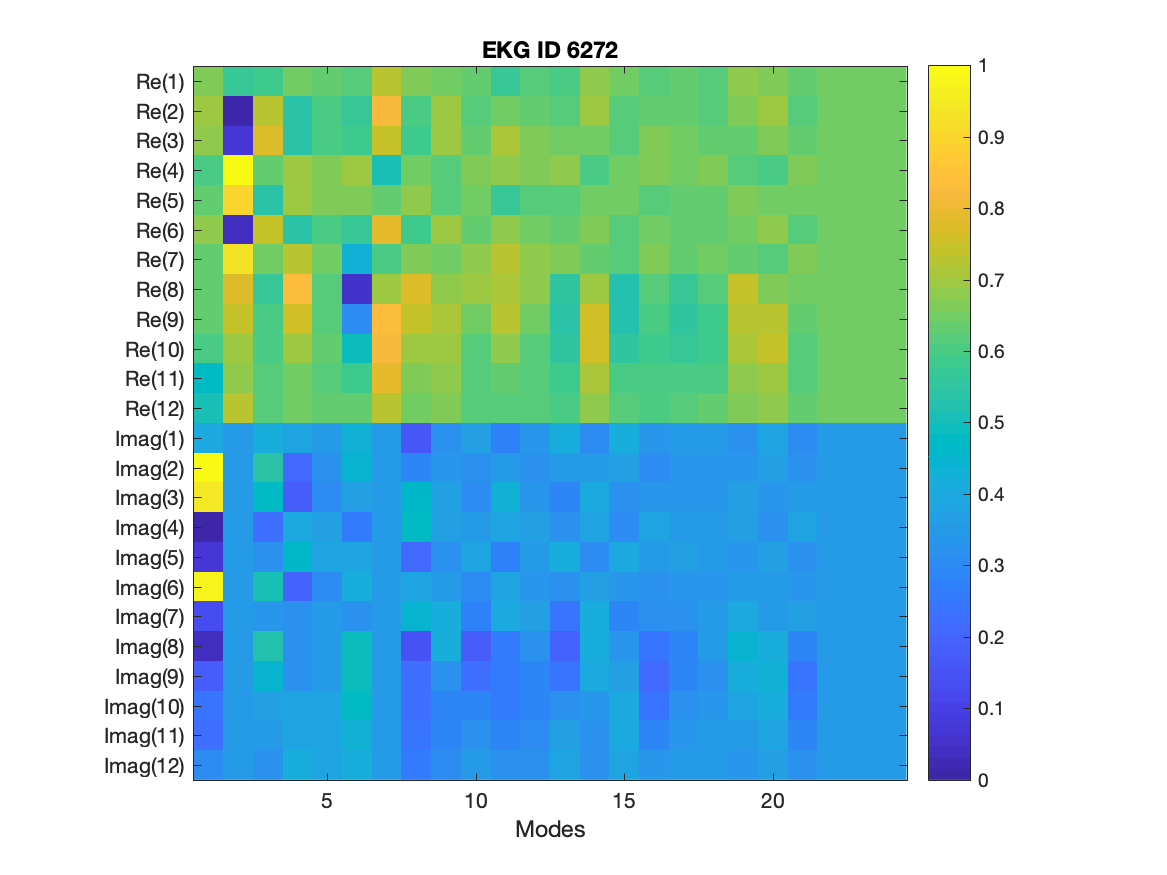 EKG ID 6272
Re(1)
Re(2)
Re(3)
Re(4)
Re(5)
Re(6)
Re(7)
Re(8)
Re(9)
Re(10)
Re(11)
Re(12)
Imag(1)
Imag(2)
Imag(3)
Imag(4)
Imag(5)
Imag(6)
Imag(7)
Imag(8)
Imag(9)
Imag(10)
Imag(11)
Imag(12)
5 10 15 20
Modes
1
0.9
0.8
0.7
0.6
0.5
0.4
0.3
0.2
0.1
0